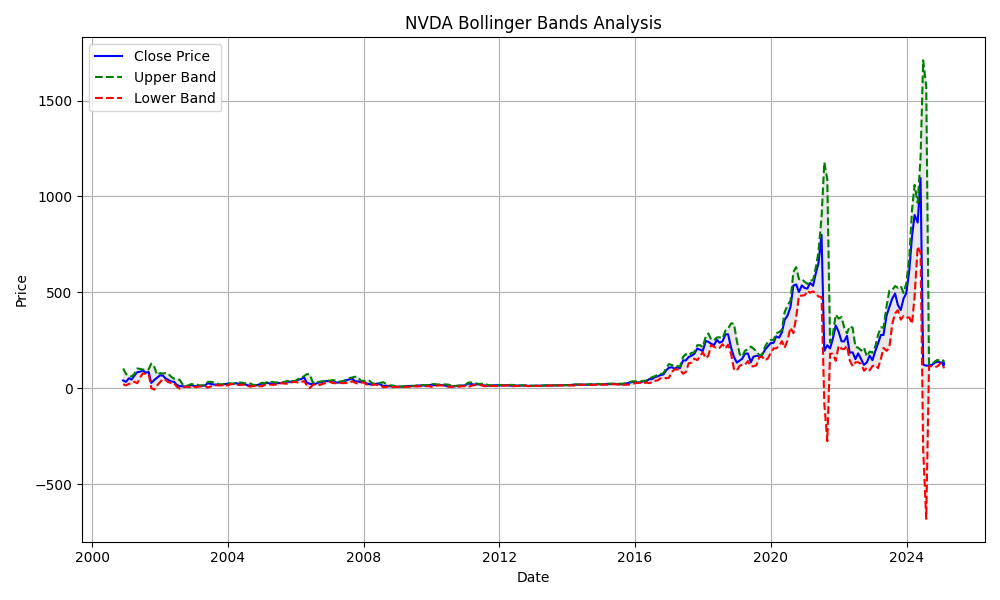 NVDA Bollinger Bands Analysis
Close Price
Upper Band
Lower Band
Price
1500
1000
500
0
−500
2000 2004 2008 2012 2016 2020 2024
Date